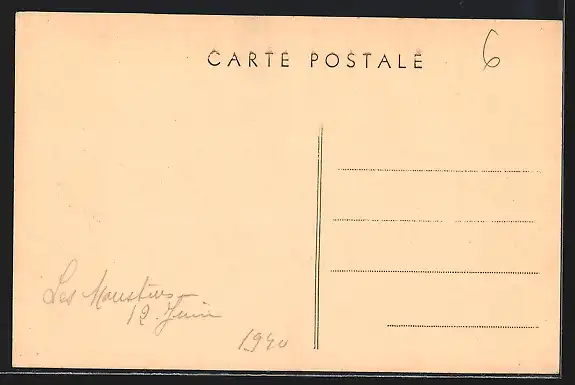 CARTE POSTALE
6
Les Moustiers
12 Juin
1940